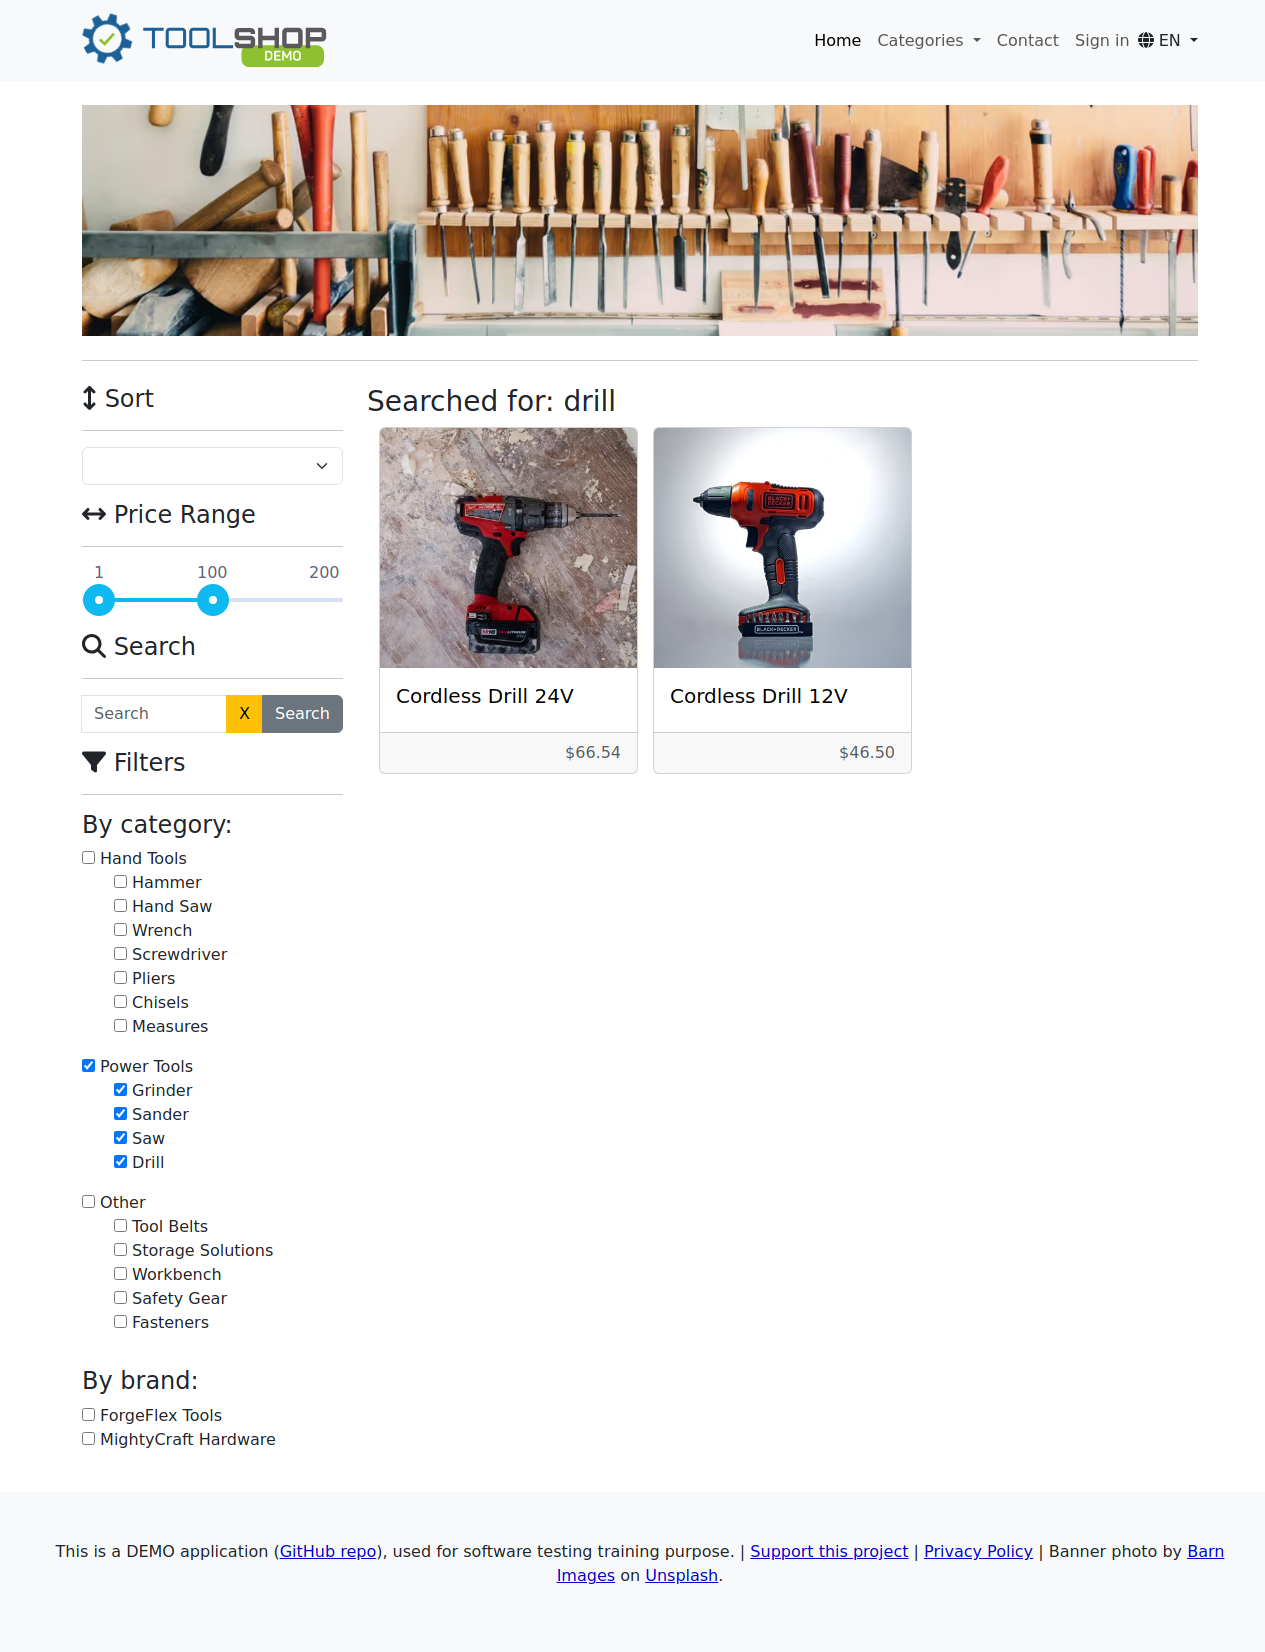 TOOLSHOP
DEMO
Home Categories Contact Sign in EN
Sort
Price Range
1 100 200
Search
Search X Search
Filters
By category:
Hand Tools
Hammer
Hand Saw
Wrench
Screwdriver
Pliers
Chisels
Measures
Power Tools
Grinder
Sander
Saw
Drill
Other
Tool Belts
Storage Solutions
Workbench
Safety Gear
Fasteners
By brand:
ForgeFlex Tools
MightyCraft Hardware
Searched for: drill
Cordless Drill 24V
$66.54
BLACK+DECKER
BLACK+DECKER
Cordless Drill 12V
$46.50
This is a DEMO application (GitHub repo), used for software testing training purpose. | Support this project | Privacy Policy | Banner photo by Barn
Images on Unsplash.